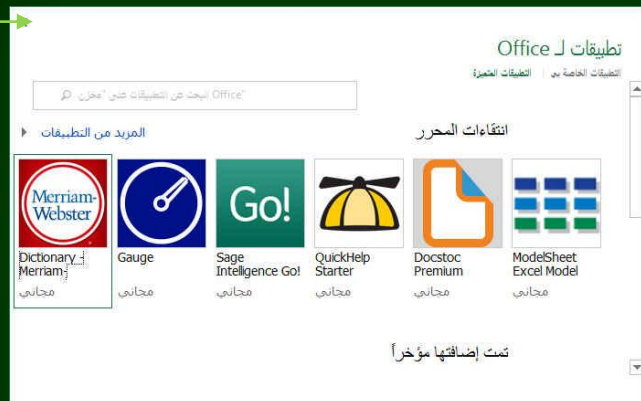 تطبيقات لـ Office
التطبيقات الخاصة بي | التطبيقات المتميزة
البحث عن التطبيقات على "مخزن Office"
انتقاءات المحرر
المزيد من التطبيقات
Merriam-
Webster
Go!
Dictionary -
Merriam-
مجاني
Gauge
مجاني
Sage
Intelligence Go!
مجاني
QuickHelp
Starter
مجاني
Docstoc
Premium
مجاني
ModelSheet
Excel Model
مجاني
تمت إضافتها مؤخراً